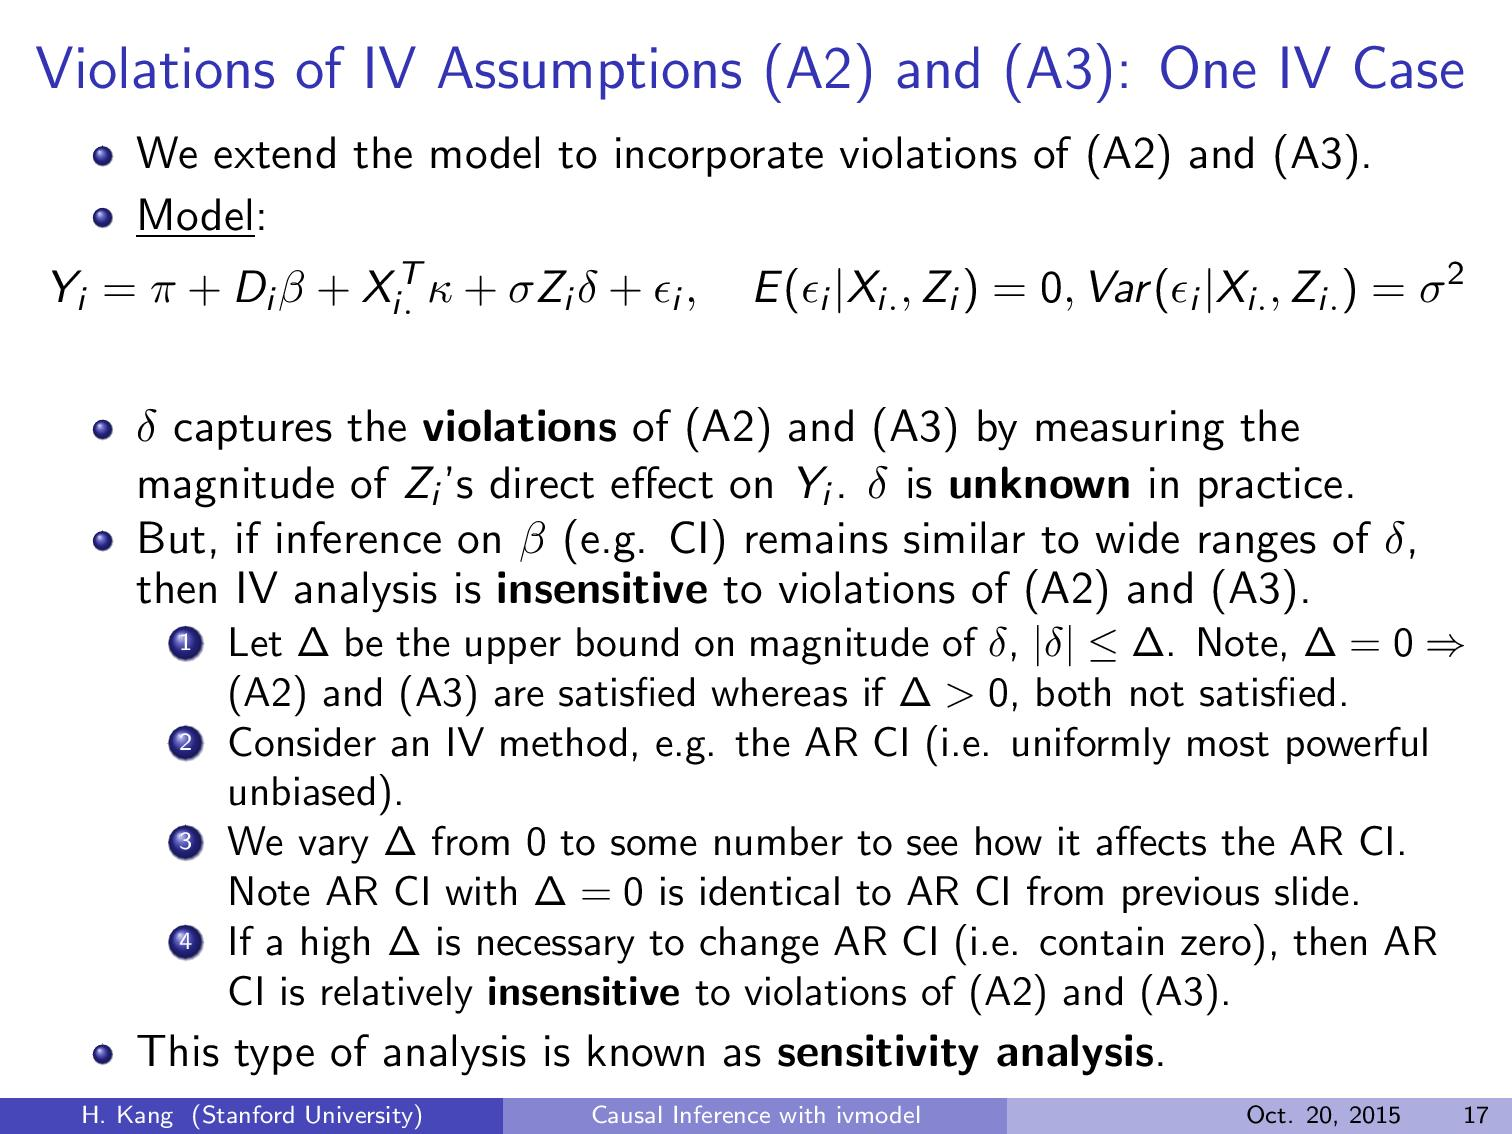 Violations of IV Assumptions (A2) and (A3): One IV Case
We extend the model to incorporate violations of (A2) and (A3).
Model:
Y_i = π + D_iβ + X_{i.}^T κ + σZ_iδ + ϵ_i, E(ϵ_i|X_{i.}, Z_i) = 0, Var(ϵ_i|X_{i.}, Z_{i.}) = σ^2
δ captures the violations of (A2) and (A3) by measuring the
magnitude of Z_i's direct effect on Y_i. δ is unknown in practice.
But, if inference on β (e.g. CI) remains similar to wide ranges of δ,
then IV analysis is insensitive to violations of (A2) and (A3).
1 Let Δ be the upper bound on magnitude of δ, |δ| ≤ Δ. Note, Δ = 0 ⇒
(A2) and (A3) are satisfied whereas if Δ > 0, both not satisfied.
2 Consider an IV method, e.g. the AR CI (i.e. uniformly most powerful
unbiased).
3 We vary Δ from 0 to some number to see how it affects the AR CI.
Note AR CI with Δ = 0 is identical to AR CI from previous slide.
4 If a high Δ is necessary to change AR CI (i.e. contain zero), then AR
CI is relatively insensitive to violations of (A2) and (A3).
This type of analysis is known as sensitivity analysis.
H. Kang (Stanford University) Causal Inference with ivmodel Oct. 20, 2015 17